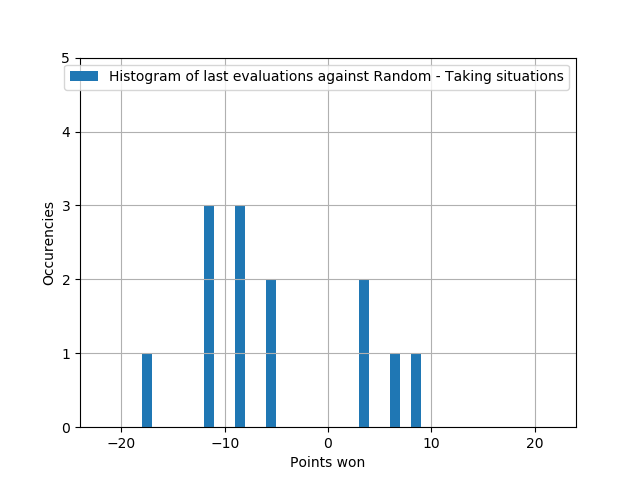 Histogram of last evaluations against Random - Taking situations
5
4
3
2
1
0
Occurencies
−20 −10 0 10 20
Points won